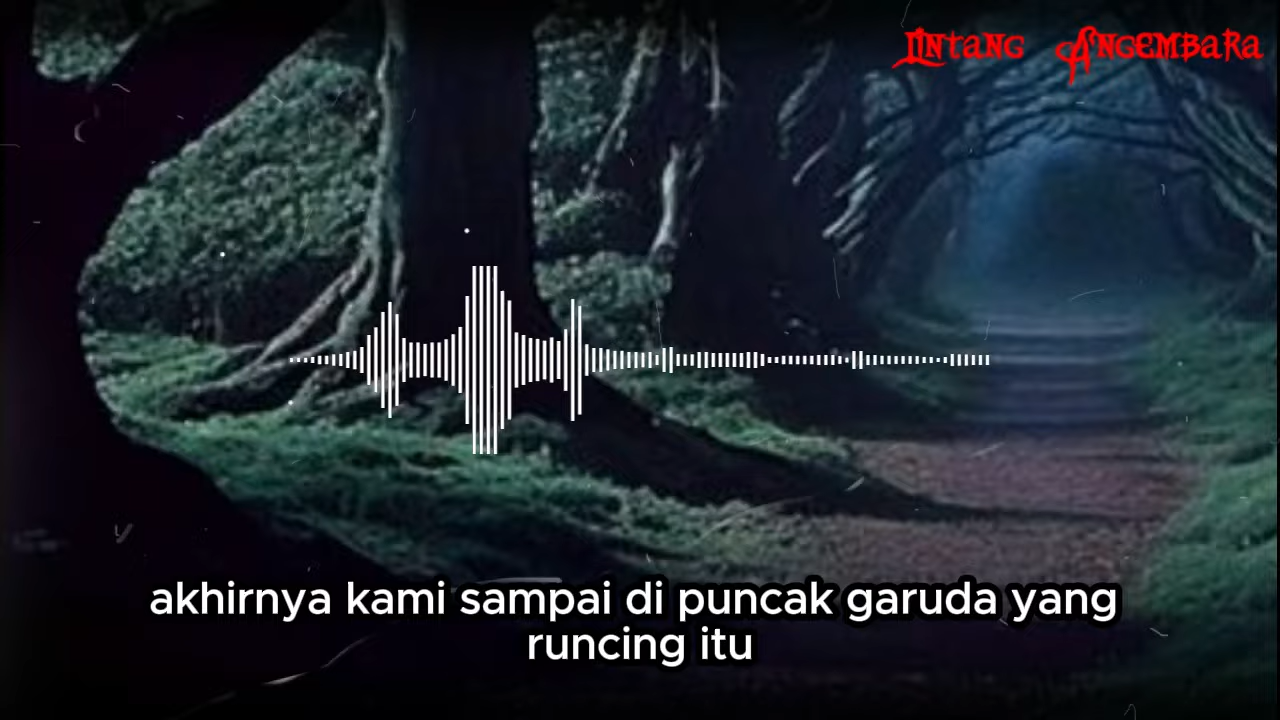 Lintang Angembara
akhirnya kami sampai di puncak garuda yang
runcing itu